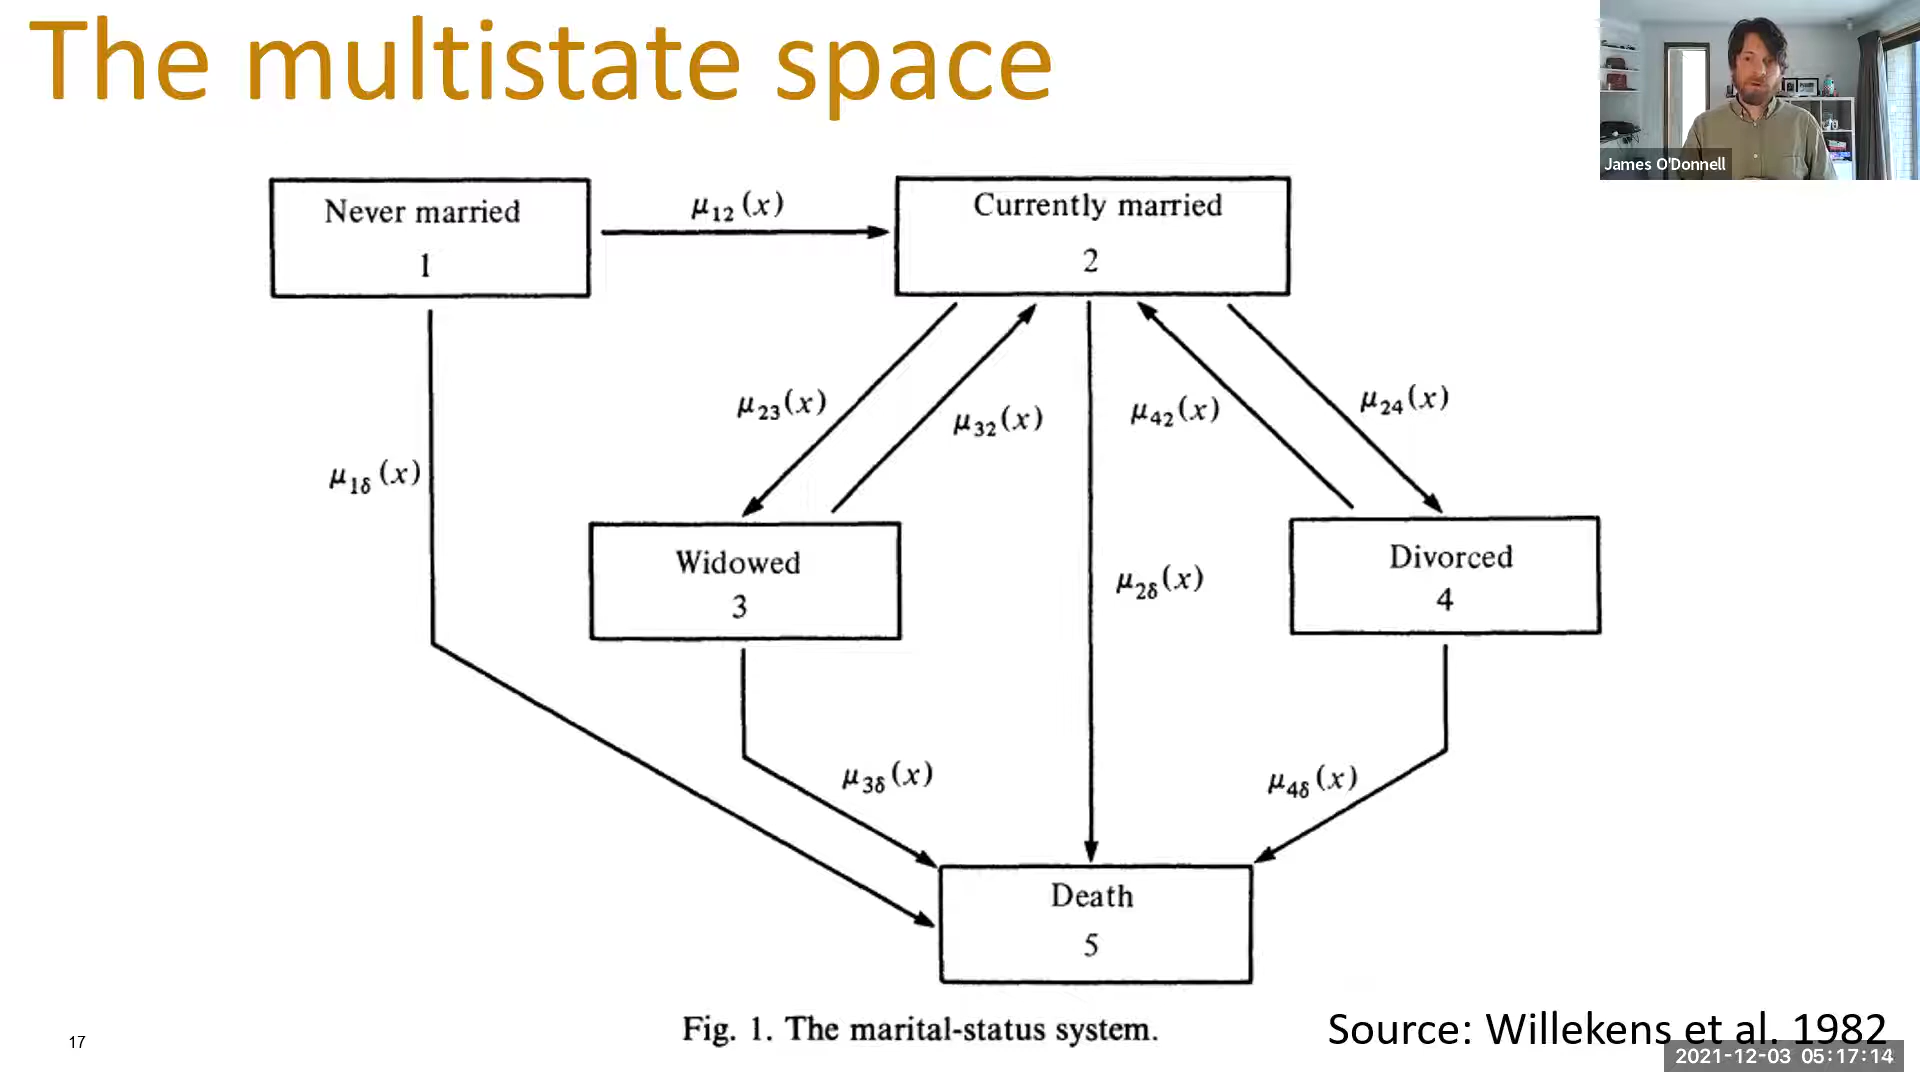 The multistate space
James O'Donnell
Never married
1
μ₁₂(x)
Currently married
2
μ₂₃(x)
μ₃₂(x)
μ₄₂(x)
μ₂₄(x)
μ₁δ(x)
Widowed
3
μ₂δ(x)
Divorced
4
μ₃δ(x)
μ₄δ(x)
Death
5
Fig. 1. The marital-status system.
Source: Willekens et al. 1982
17
2021-12-03 05:17:14